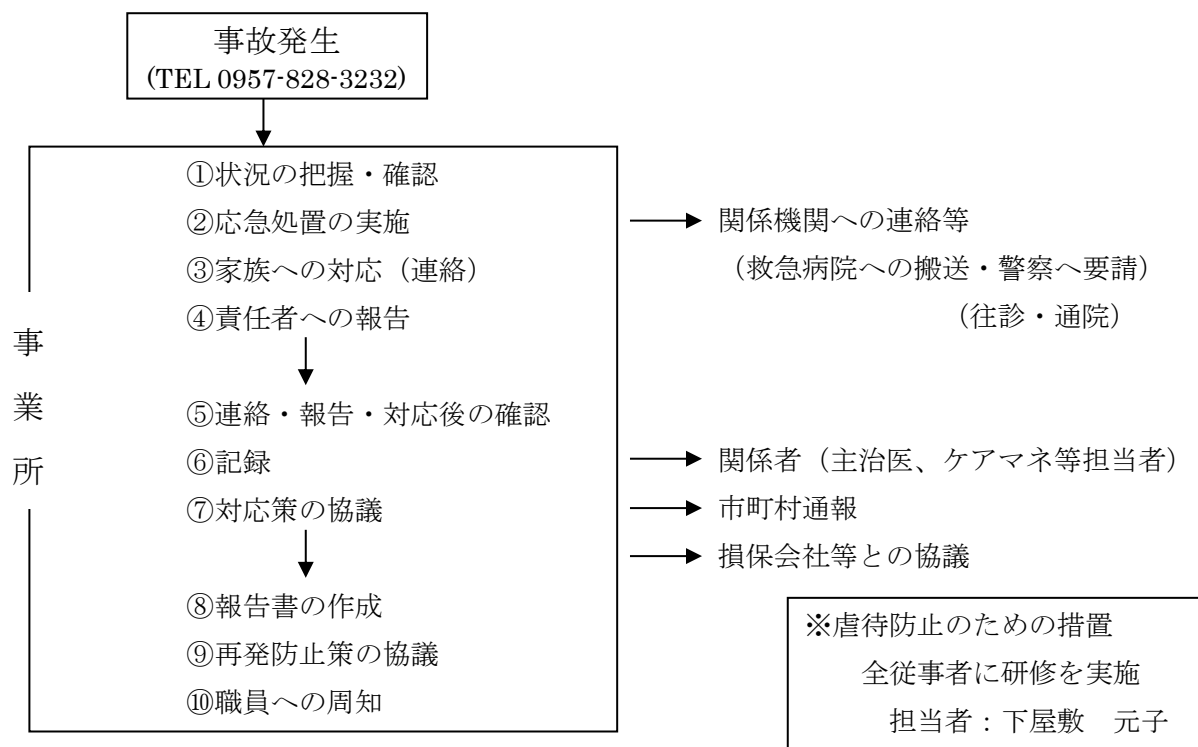 事故発生
(TEL 0957-828-3232)
事業所
①状況の把握・確認
②応急処置の実施
③家族への対応（連絡）
④責任者への報告
⑤連絡・報告・対応後の確認
⑥記録
⑦対応策の協議
⑧報告書の作成
⑨再発防止策の協議
⑩職員への周知
関係機関への連絡等
（救急病院への搬送・警察へ要請）
（往診・通院）
関係者（主治医、ケアマネ等担当者）
市町村通報
損保会社等との協議
※虐待防止のための措置
全従事者に研修を実施
担当者：下屋敷　元子